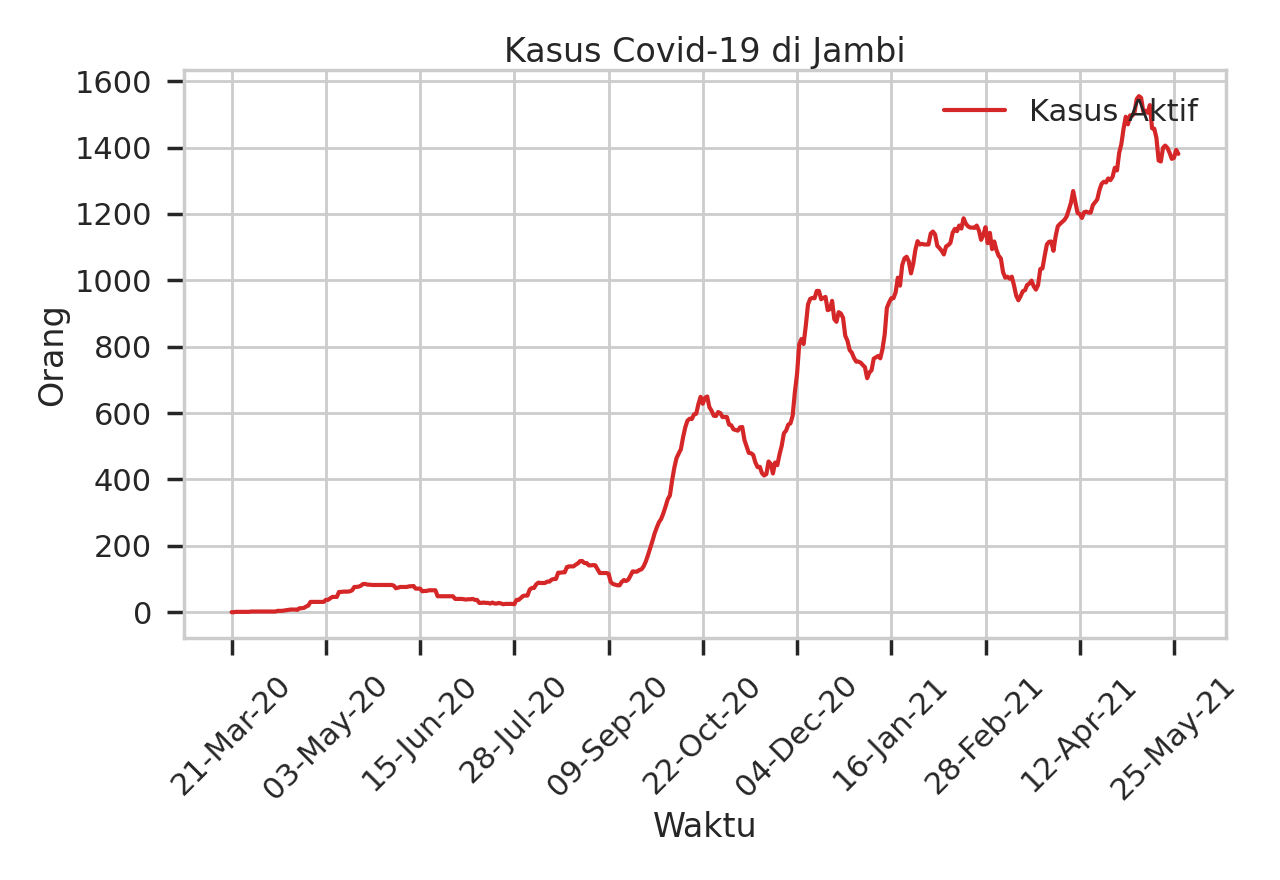 Kasus Covid-19 di Jambi
Kasus Aktif
1600
1400
1200
1000
800
600
400
200
0
Orang
21-Mar-20
03-May-20
15-Jun-20
28-Jul-20
09-Sep-20
22-Oct-20
04-Dec-20
16-Jan-21
28-Feb-21
12-Apr-21
25-May-21
Waktu